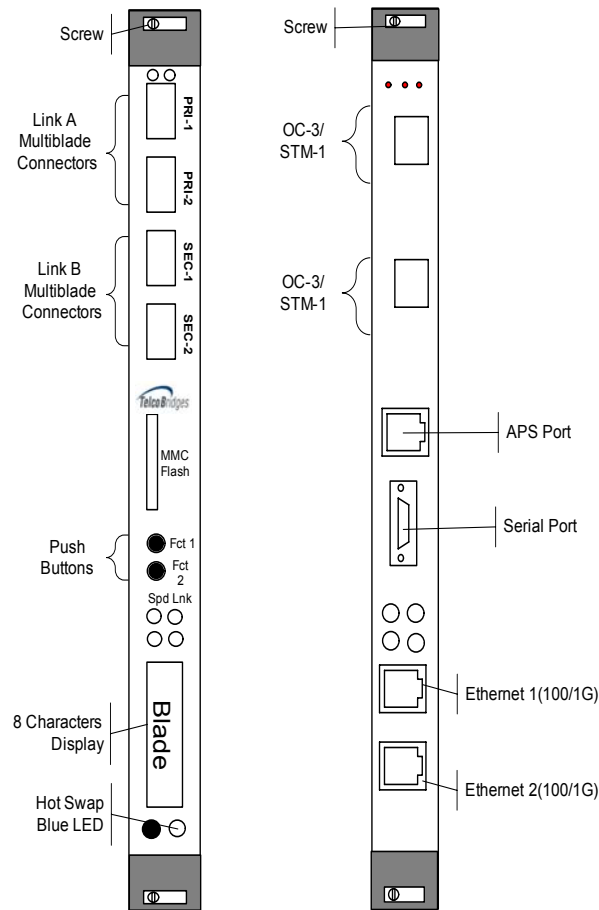 Screw
Link A
Multiblade
Connectors
PRI-1
PRI-2
Link B
Multiblade
Connectors
SEC-1
SEC-2
TelcoBridges
MMC
Flash
Push
Buttons
Fct 1
Fct
2
Spd Lnk
8 Characters
Display
Blade
Hot Swap
Blue LED
Screw
OC-3/
STM-1
OC-3/
STM-1
APS Port
Serial Port
Ethernet 1(100/1G)
Ethernet 2(100/1G)